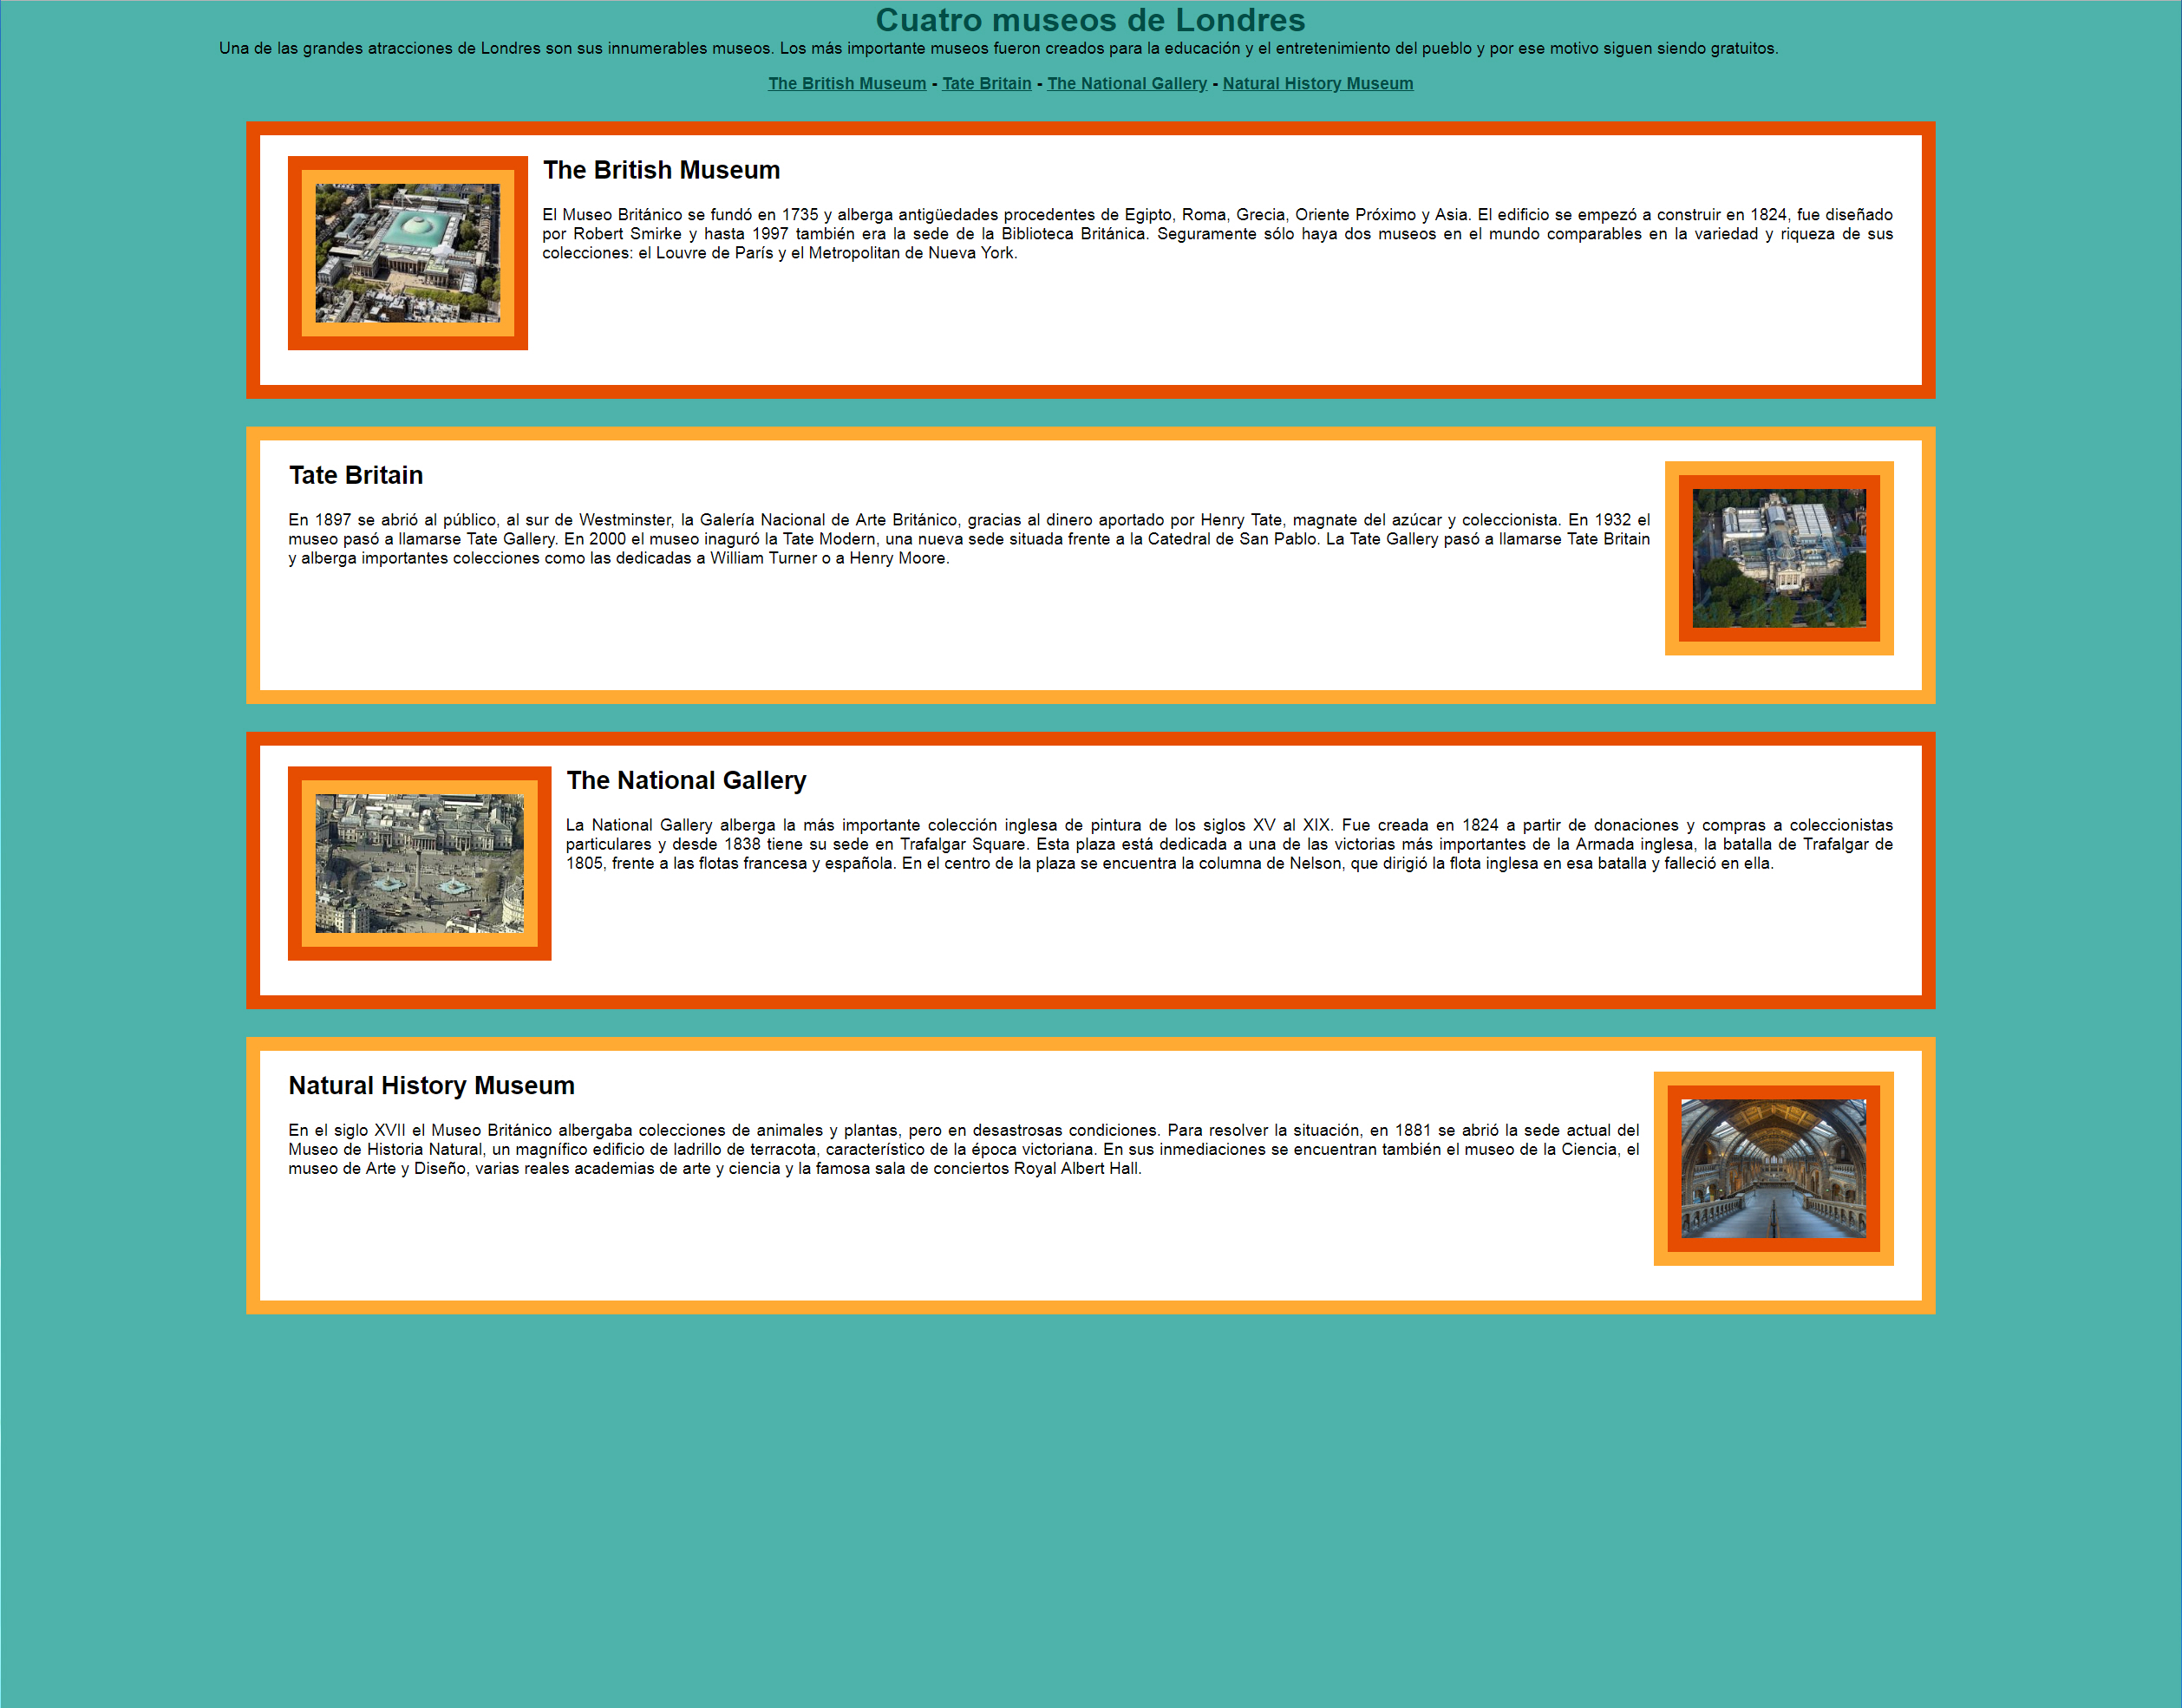 Cuatro museos de Londres
Una de las grandes atracciones de Londres son sus innumerables museos. Los más importante museos fueron creados para la educación y el entretenimiento del pueblo y por ese motivo siguen siendo gratuitos.
The British Museum - Tate Britain - The National Gallery - Natural History Museum
The British Museum
El Museo Británico se fundó en 1735 y alberga antigüedades procedentes de Egipto, Roma, Grecia, Oriente Próximo y Asia. El edificio se empezó a construir en 1824, fue diseñado
por Robert Smirke y hasta 1997 también era la sede de la Biblioteca Británica. Seguramente sólo haya dos museos en el mundo comparables en la variedad y riqueza de sus
colecciones: el Louvre de París y el Metropolitan de Nueva York.
Tate Britain
En 1897 se abrió al público, al sur de Westminster, la Galería Nacional de Arte Británico, gracias al dinero aportado por Henry Tate, magnate del azúcar y coleccionista. En 1932 el
museo pasó a llamarse Tate Gallery. En 2000 el museo inaguró la Tate Modern, una nueva sede situada frente a la Catedral de San Pablo. La Tate Gallery pasó a llamarse Tate Britain
y alberga importantes colecciones como las dedicadas a William Turner o a Henry Moore.
The National Gallery
La National Gallery alberga la más importante colección inglesa de pintura de los siglos XV al XIX. Fue creada en 1824 a partir de donaciones y compras a coleccionistas
particulares y desde 1838 tiene su sede en Trafalgar Square. Esta plaza está dedicada a una de las victorias más importantes de la Armada inglesa, la batalla de Trafalgar de
1805, frente a las flotas francesa y española. En el centro de la plaza se encuentra la columna de Nelson, que dirigió la flota inglesa en esa batalla y falleció en ella.
Natural History Museum
En el siglo XVII el Museo Británico albergaba colecciones de animales y plantas, pero en desastrosas condiciones. Para resolver la situación, en 1881 se abrió la sede actual del
Museo de Historia Natural, un magnífico edificio de ladrillo de terracota, característico de la época victoriana. En sus inmediaciones se encuentran también el museo de la Ciencia, el
museo de Arte y Diseño, varias reales academias de arte y ciencia y la famosa sala de conciertos Royal Albert Hall.